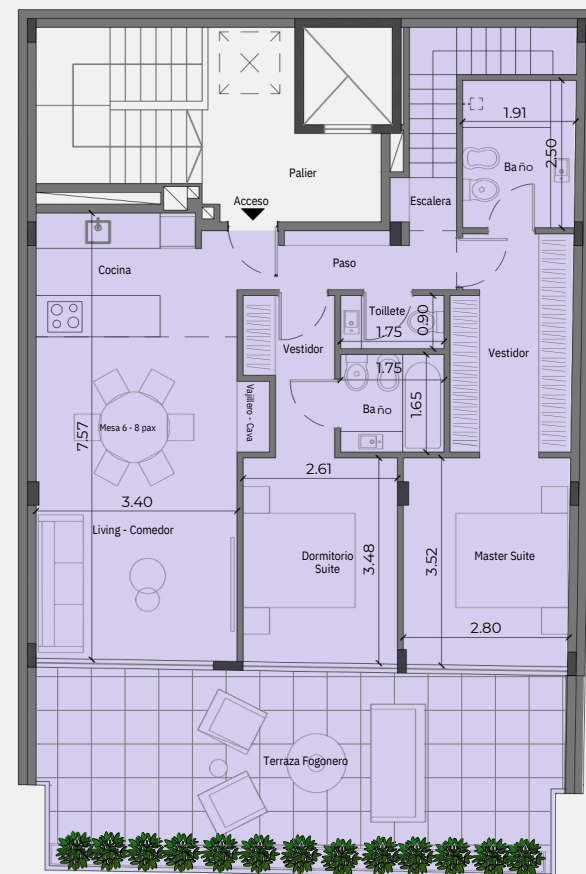 1.91
2.50
Baño
Palier
Acceso
Escalera
Cocina
Paso
Toillete
1.75
0.90
Vestidor
Vestidor
1.75
Baño
1.65
Vajillero - Cava
Mesa 6 - 8 pax
7.57
2.61
3.40
Living - Comedor
Dormitorio
Suite
3.48
3.52
Master Suite
2.80
Terraza Fogonero